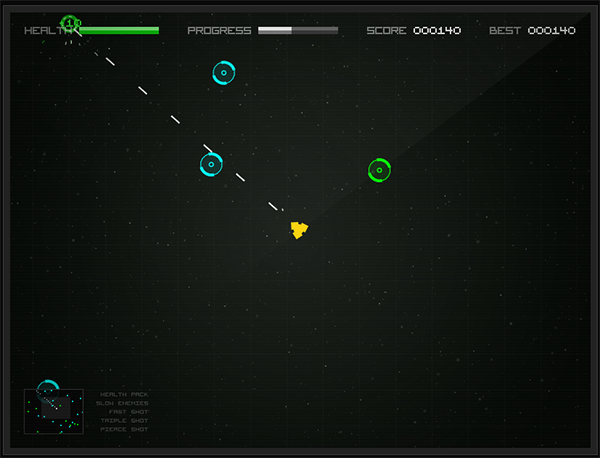 HEALTH PROGRESS SCORE 000140 BEST 000140
HEALTH PACK
SLOW ENEMIES
FAST SHOT
TRIPLE SHOT
PIERCE SHOT